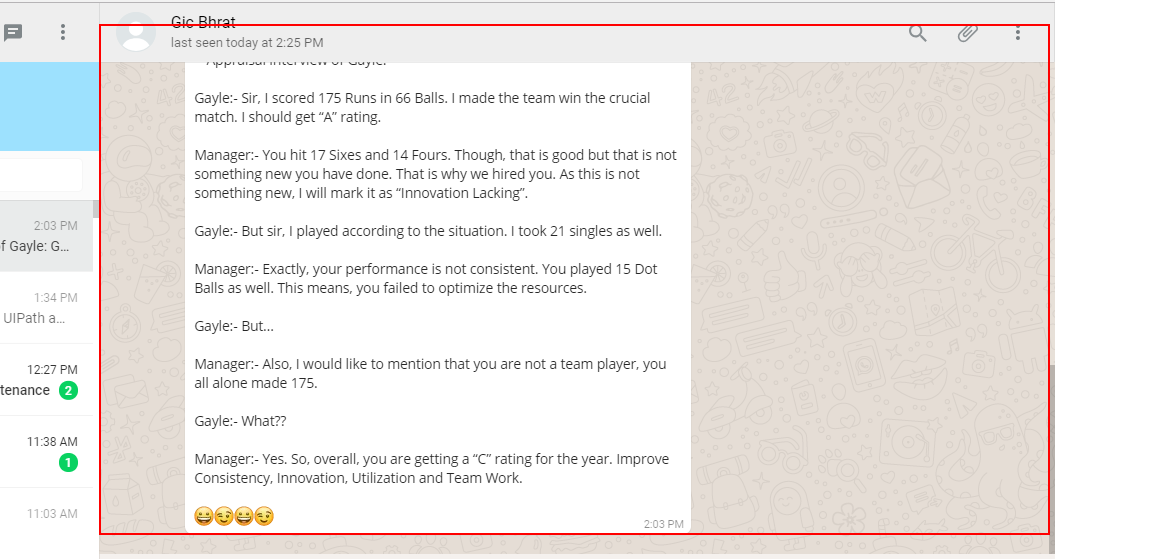 Gic Bhrat
last seen today at 2:25 PM
Appraisal Interview of Gayle:
Gayle:- Sir, I scored 175 Runs in 66 Balls. I made the team win the crucial
match. I should get “A” rating.
Manager:- You hit 17 Sixes and 14 Fours. Though, that is good but that is not
something new you have done. That is why we hired you. As this is not
something new, I will mark it as “Innovation Lacking”.
Gayle:- But sir, I played according to the situation. I took 21 singles as well.
Manager:- Exactly, your performance is not consistent. You played 15 Dot
Balls as well. This means, you failed to optimize the resources.
Gayle:- But...
Manager:- Also, I would like to mention that you are not a team player, you
all alone made 175.
Gayle:- What??
Manager:- Yes. So, overall, you are getting a “C” rating for the year. Improve
Consistency, Innovation, Utilization and Team Work.
😀😉😀😉
2:03 PM
2:03 PM
f Gayle: G...
1:34 PM
UIPath a...
12:27 PM
tenance 2
11:38 AM
1
11:03 AM